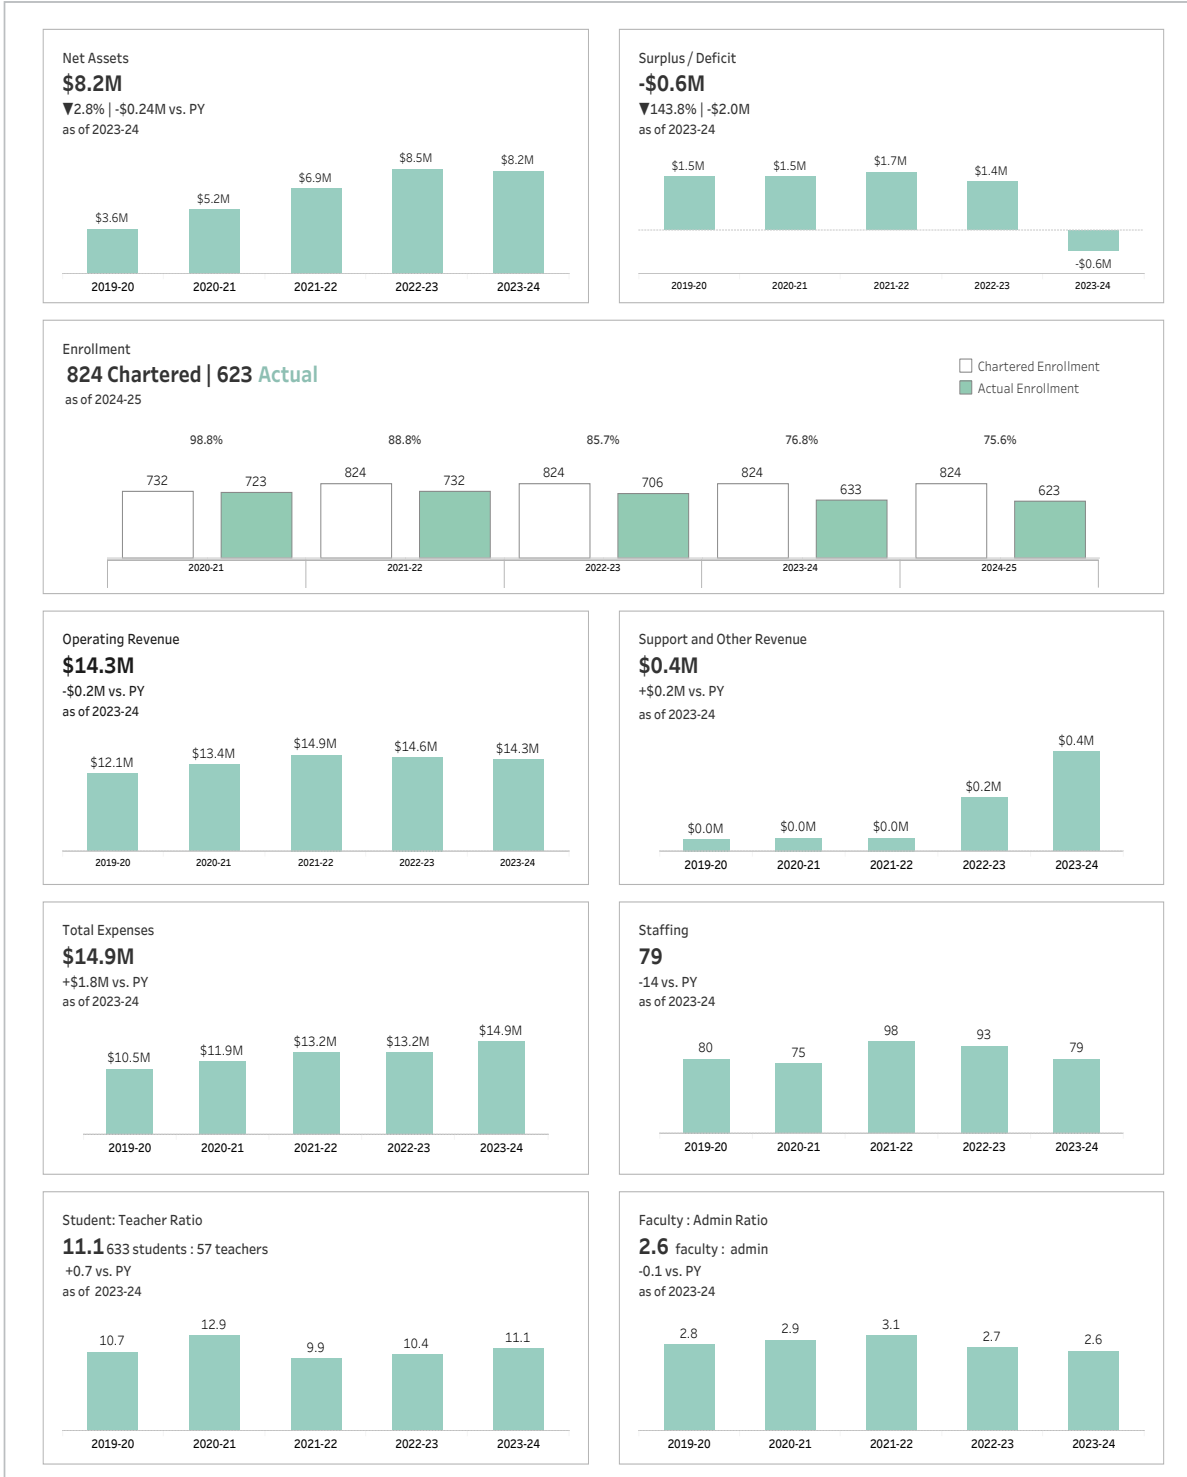 Net Assets
$8.2M
▼2.8% | -$0.24M vs. PY
as of 2023-24
$3.6M $5.2M $6.9M $8.5M $8.2M
2019-20 2020-21 2021-22 2022-23 2023-24
Surplus / Deficit
-$0.6M
▼143.8% | -$2.0M
as of 2023-24
$1.5M $1.5M $1.7M $1.4M -$0.6M
2019-20 2020-21 2021-22 2022-23 2023-24
Enrollment
824 Chartered | 623 Actual
as of 2024-25
Chartered Enrollment
Actual Enrollment
98.8% 88.8% 85.7% 76.8% 75.6%
732 723 824 732 824 706 824 633 824 623
2020-21 2021-22 2022-23 2023-24 2024-25
Operating Revenue
$14.3M
-$0.2M vs. PY
as of 2023-24
$12.1M $13.4M $14.9M $14.6M $14.3M
2019-20 2020-21 2021-22 2022-23 2023-24
Support and Other Revenue
$0.4M
+$0.2M vs. PY
as of 2023-24
$0.0M $0.0M $0.0M $0.2M $0.4M
2019-20 2020-21 2021-22 2022-23 2023-24
Total Expenses
$14.9M
+$1.8M vs. PY
as of 2023-24
$10.5M $11.9M $13.2M $13.2M $14.9M
2019-20 2020-21 2021-22 2022-23 2023-24
Staffing
79
-14 vs. PY
as of 2023-24
80 75 98 93 79
2019-20 2020-21 2021-22 2022-23 2023-24
Student: Teacher Ratio
11.1 633 students : 57 teachers
+0.7 vs. PY
as of 2023-24
10.7 12.9 9.9 10.4 11.1
2019-20 2020-21 2021-22 2022-23 2023-24
Faculty : Admin Ratio
2.6 faculty : admin
-0.1 vs. PY
as of 2023-24
2.8 2.9 3.1 2.7 2.6
2019-20 2020-21 2021-22 2022-23 2023-24